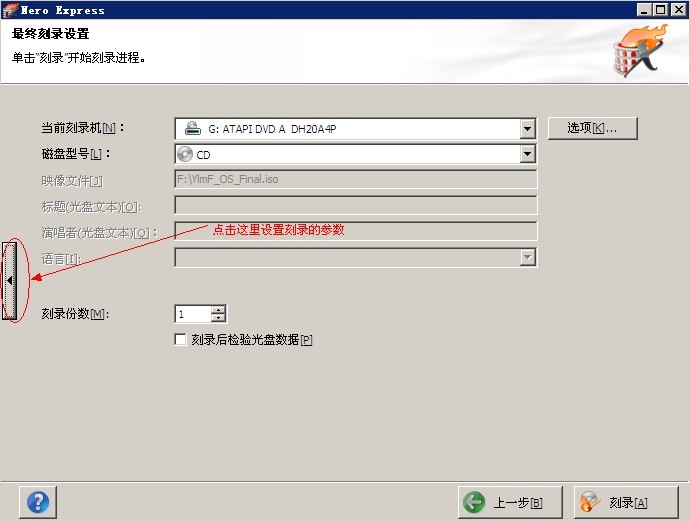 Nero Express
最终刻录设置
单击“刻录”开始刻录进程。
当前刻录机[N]：
G: ATAPI DVD A DH20A4P
选项[K]...
磁盘型号[L]：
CD
映像文件[J]
F:\YlmF_OS_Final.iso
标题(光盘文本)[O]:
演唱者(光盘文本)[Q]：
点击这里设置刻录的参数
语言[I]:
刻录份数[M]:
1
刻录后检验光盘数据[P]
?
上一步[B]
刻录[A]